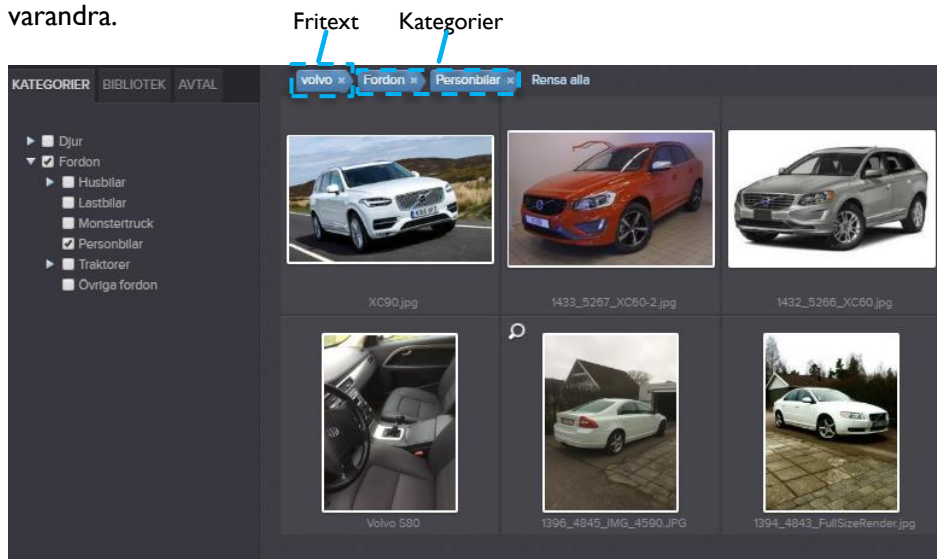 varandra.
Fritext Kategorier
KATEGORIER BIBLIOTEK AVTAL
volvo × Fordon × Personbilar × Rensa alla
Djur
Fordon
Husbilar
Lastbilar
Monstertruck
Personbilar
Traktorer
Övriga fordon
XC90.jpg 1433_5267_XC60-2.jpg 1432_5266_XC60.jpg
Volvo S80 1396_4845_IMG_4590.JPG 1394_4843_FullSizeRender.jpg